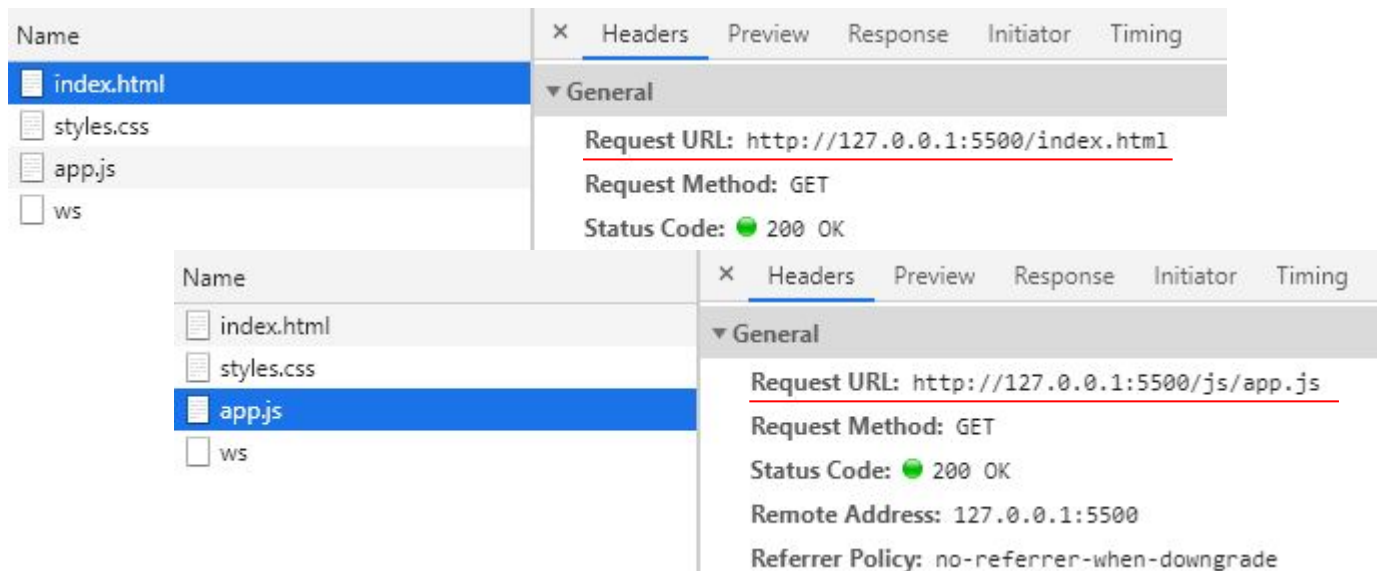 Name
index.html
styles.css
app.js
ws
× Headers Preview Response Initiator Timing
▼ General
Request URL: http://127.0.0.1:5500/index.html
Request Method: GET
Status Code: 200 OK
Name
index.html
styles.css
app.js
ws
× Headers Preview Response Initiator Timing
▼ General
Request URL: http://127.0.0.1:5500/js/app.js
Request Method: GET
Status Code: 200 OK
Remote Address: 127.0.0.1:5500
Referrer Policy: no-referrer-when-downgrade